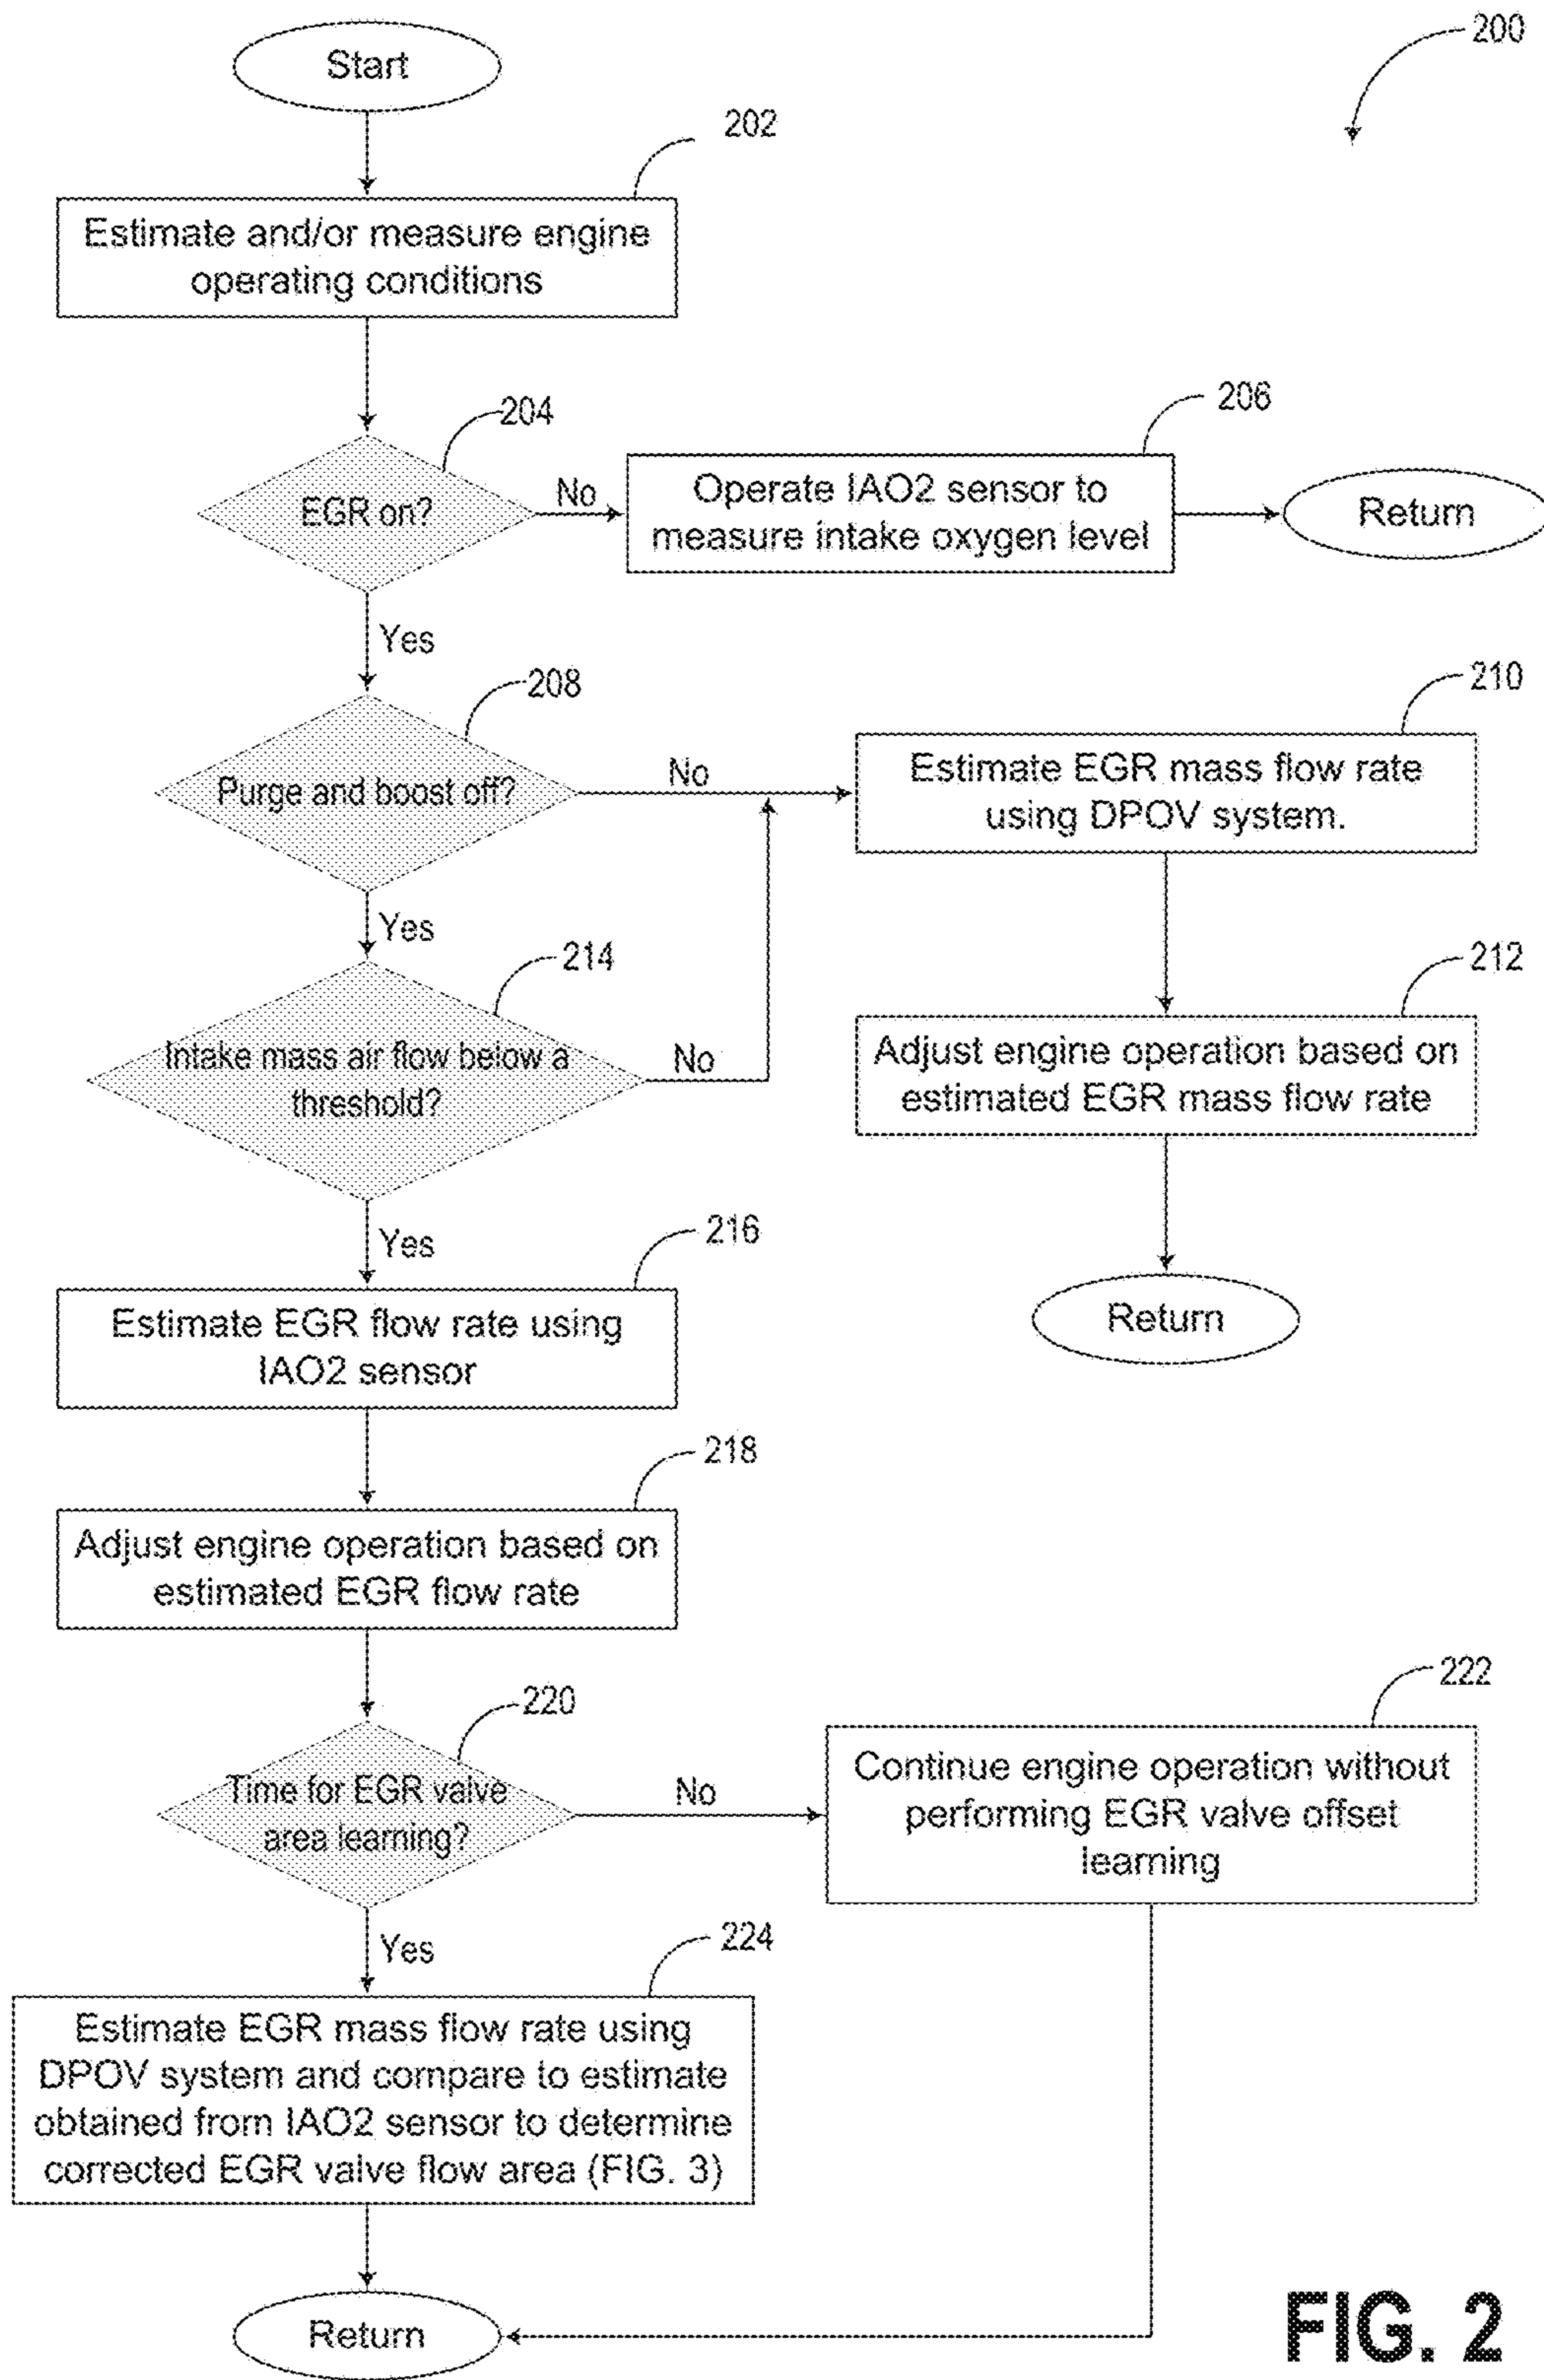 200
Start
202
Estimate and/or measure engine
operating conditions
204
EGR on?
No
206
Operate IAO2 sensor to
measure intake oxygen level
Return
Yes
208
Purge and boost off?
No
210
Estimate EGR mass flow rate
using DPOV system.
Yes
214
Intake mass air flow below a
threshold?
No
212
Adjust engine operation based on
estimated EGR mass flow rate
Return
Yes
216
Estimate EGR flow rate using
IAO2 sensor
218
Adjust engine operation based on
estimated EGR flow rate
220
Time for EGR valve
area learning?
No
222
Continue engine operation without
performing EGR valve offset
learning
Yes
224
Estimate EGR mass flow rate using
DPOV system and compare to estimate
obtained from IAO2 sensor to determine
corrected EGR valve flow area (FIG. 3)
Return
FIG. 2